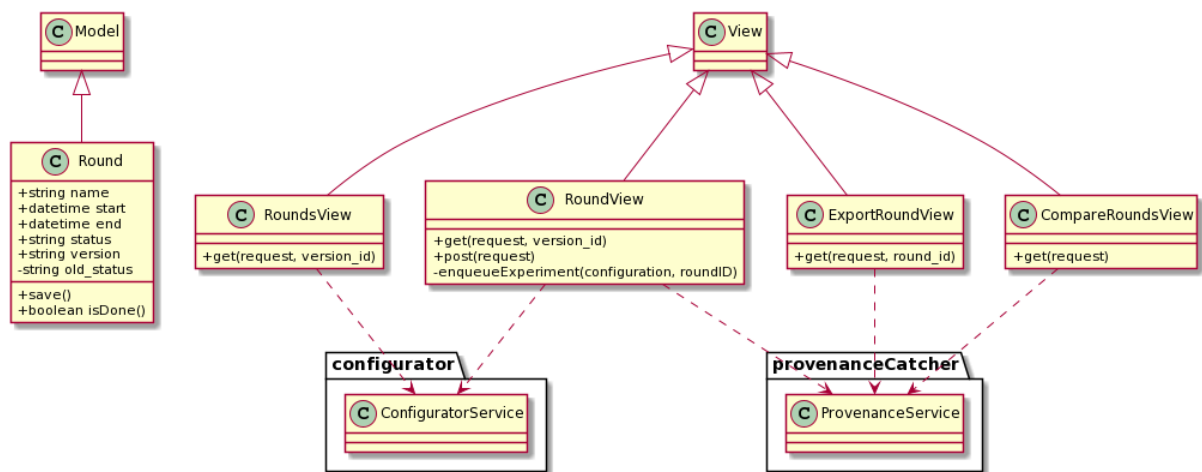 C Model
C View
C Round
+string name
+datetime start
+datetime end
+string status
+string version
-string old_status
+save()
+boolean isDone()
C RoundsView
+get(request, version_id)
C RoundView
+get(request, version_id)
+post(request)
-enqueueExperiment(configuration, roundID)
C ExportRoundView
+get(request, round_id)
C CompareRoundsView
+get(request)
configurator
C ConfiguratorService
provenanceCatcher
C ProvenanceService